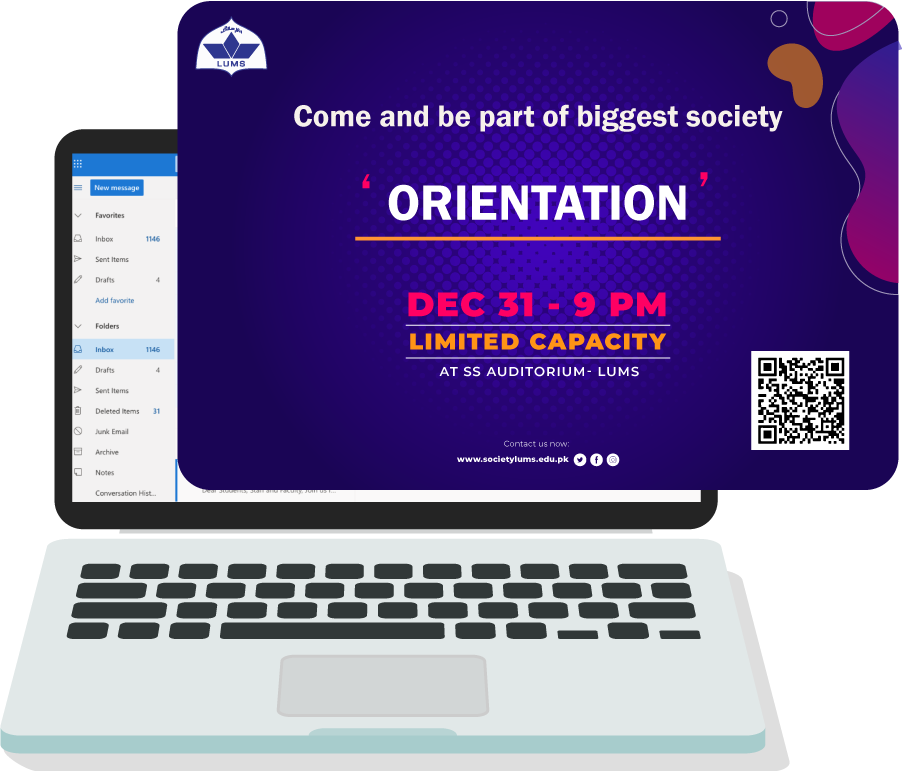 LUMS
Come and be part of biggest society
‘ ORIENTATION ’
DEC 31 - 9 PM
LIMITED CAPACITY
AT SS AUDITORIUM- LUMS
Contact us now:
www.societylums.edu.pk
New message
Favorites
Inbox 1146
Sent Items
Drafts 4
Add favorite
Folders
Inbox 1146
Drafts 4
Sent Items
Deleted Items 31
Junk Email
Archive
Notes
Conversation Hist...
Dear Students, Staff and Faculty, Join us f...